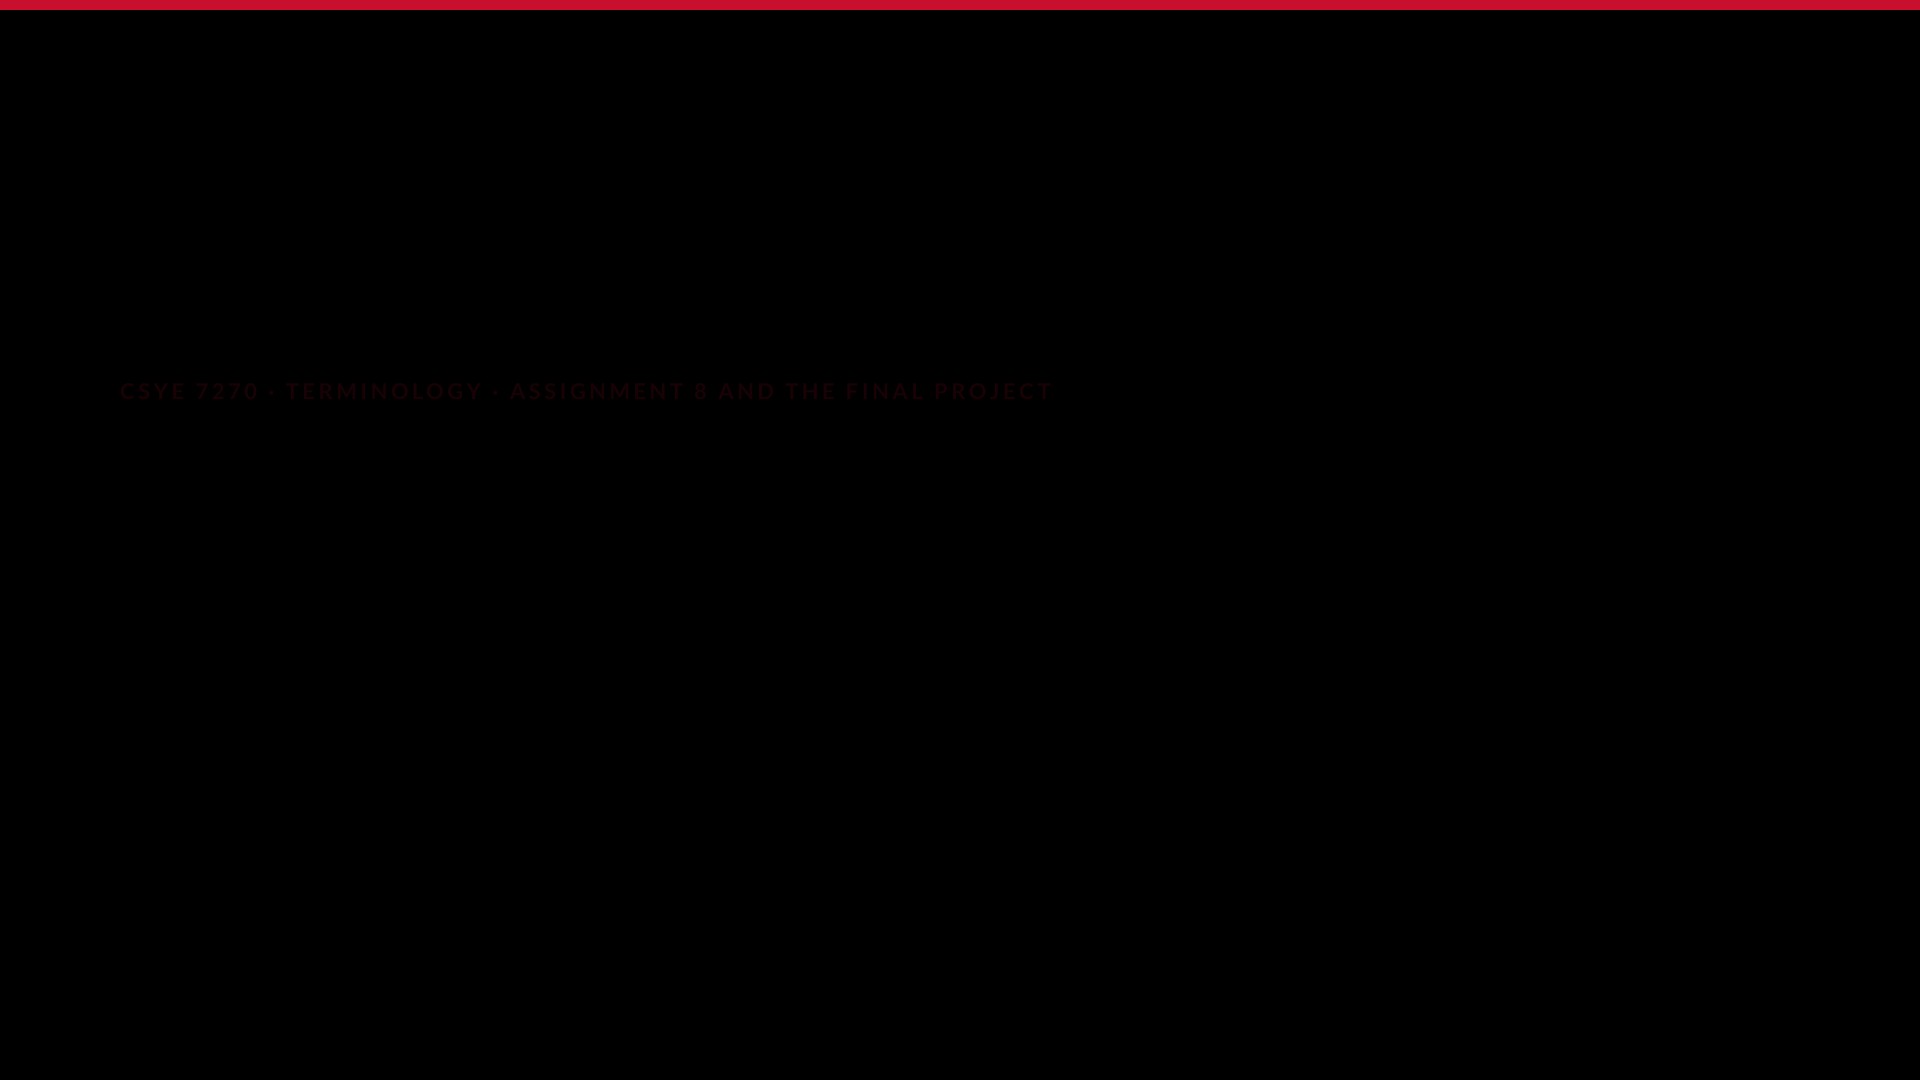 CSYE 7270 · TERMINOLOGY · ASSIGNMENT 8 AND THE FINAL PROJECT